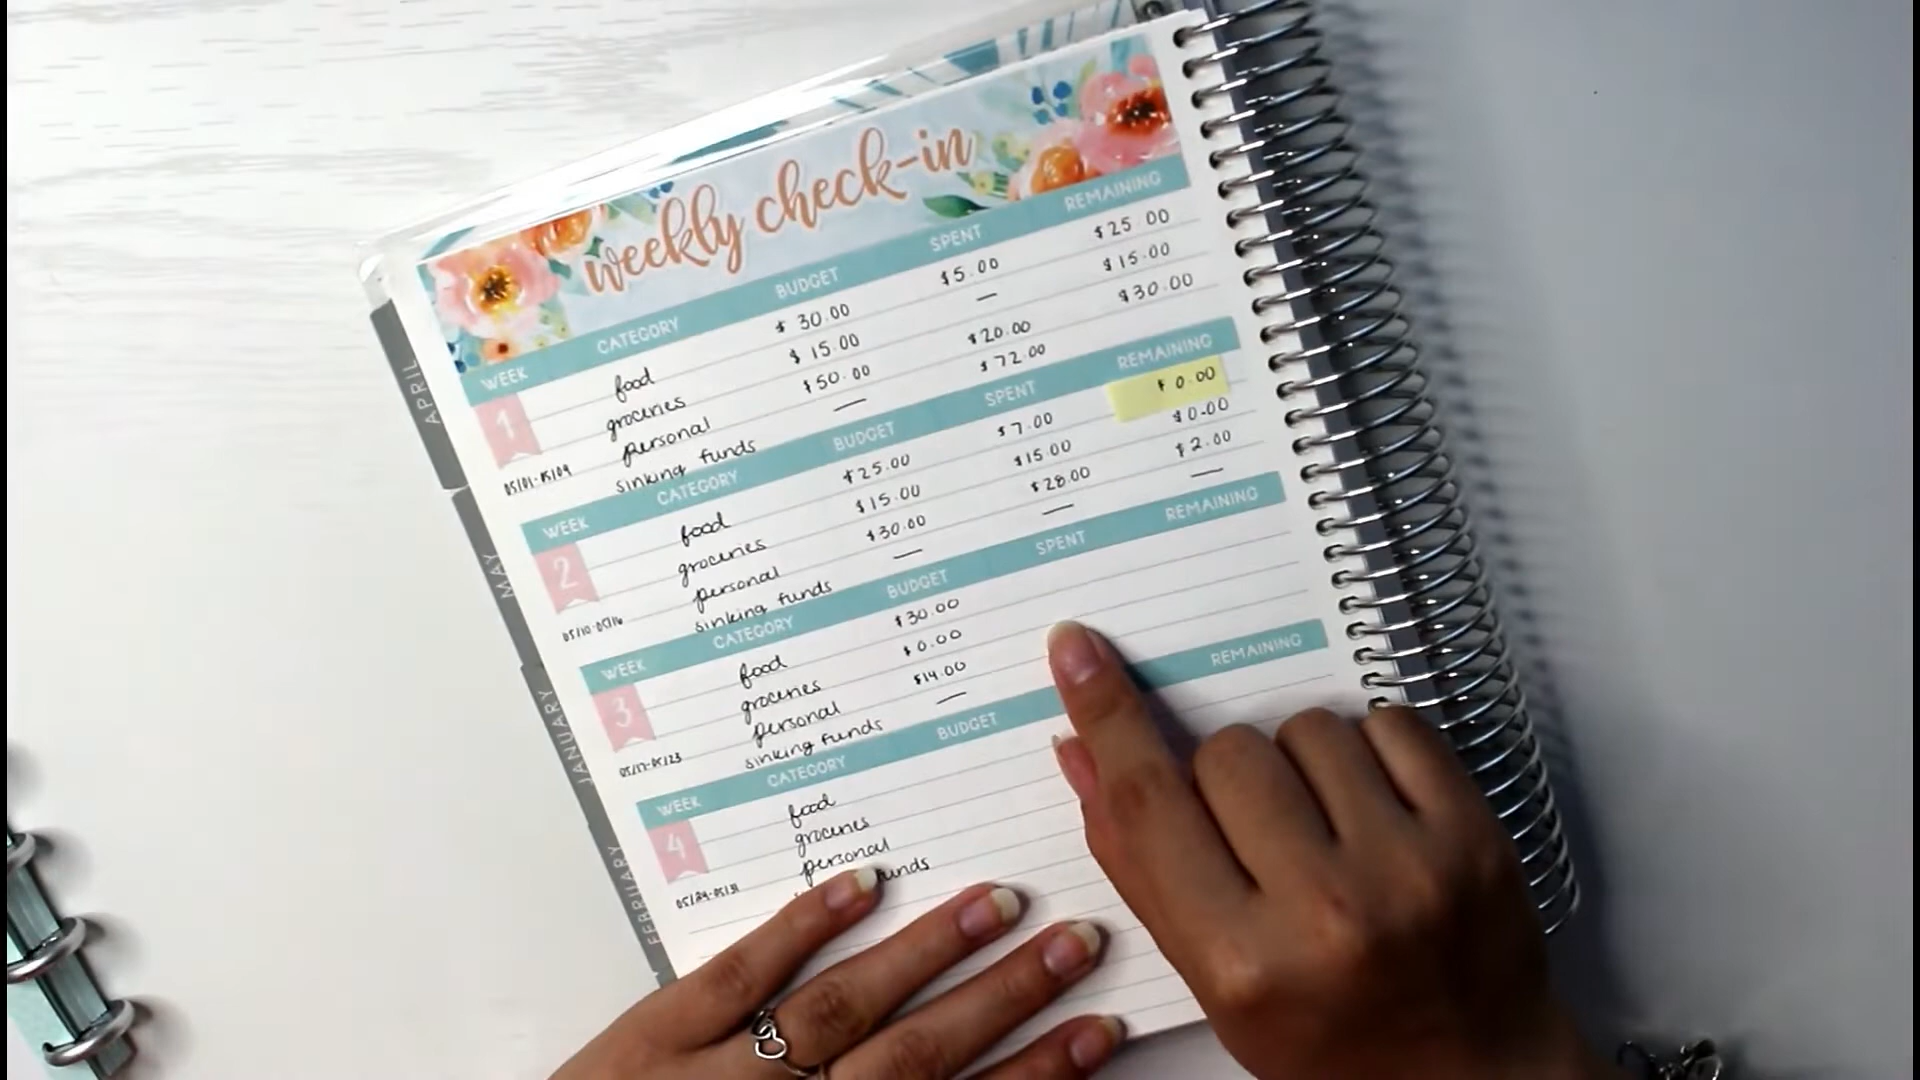 weekly check-in
WEEK CATEGORY BUDGET SPENT REMAINING
1 food $ 30.00 $5.00 $25.00
groceries $ 15.00 — $15.00
personal $50.00 $20.00 $30.00
05/01-05/09 sinking funds — $72.00
WEEK CATEGORY BUDGET SPENT REMAINING
2 food $25.00 $7.00 $0.00
groceries $15.00 $15.00 $0.00
personal $30.00 $28.00 $2.00
05/10-05/16 sinking funds — — —
WEEK CATEGORY BUDGET SPENT REMAINING
3 food $30.00
groceries $0.00
personal $14.00
05/17-05/23 sinking funds —
WEEK CATEGORY BUDGET REMAINING
4 food
groceries
personal
05/24-05/31 funds
APRIL
MAY
JANUARY
FEBRUARY